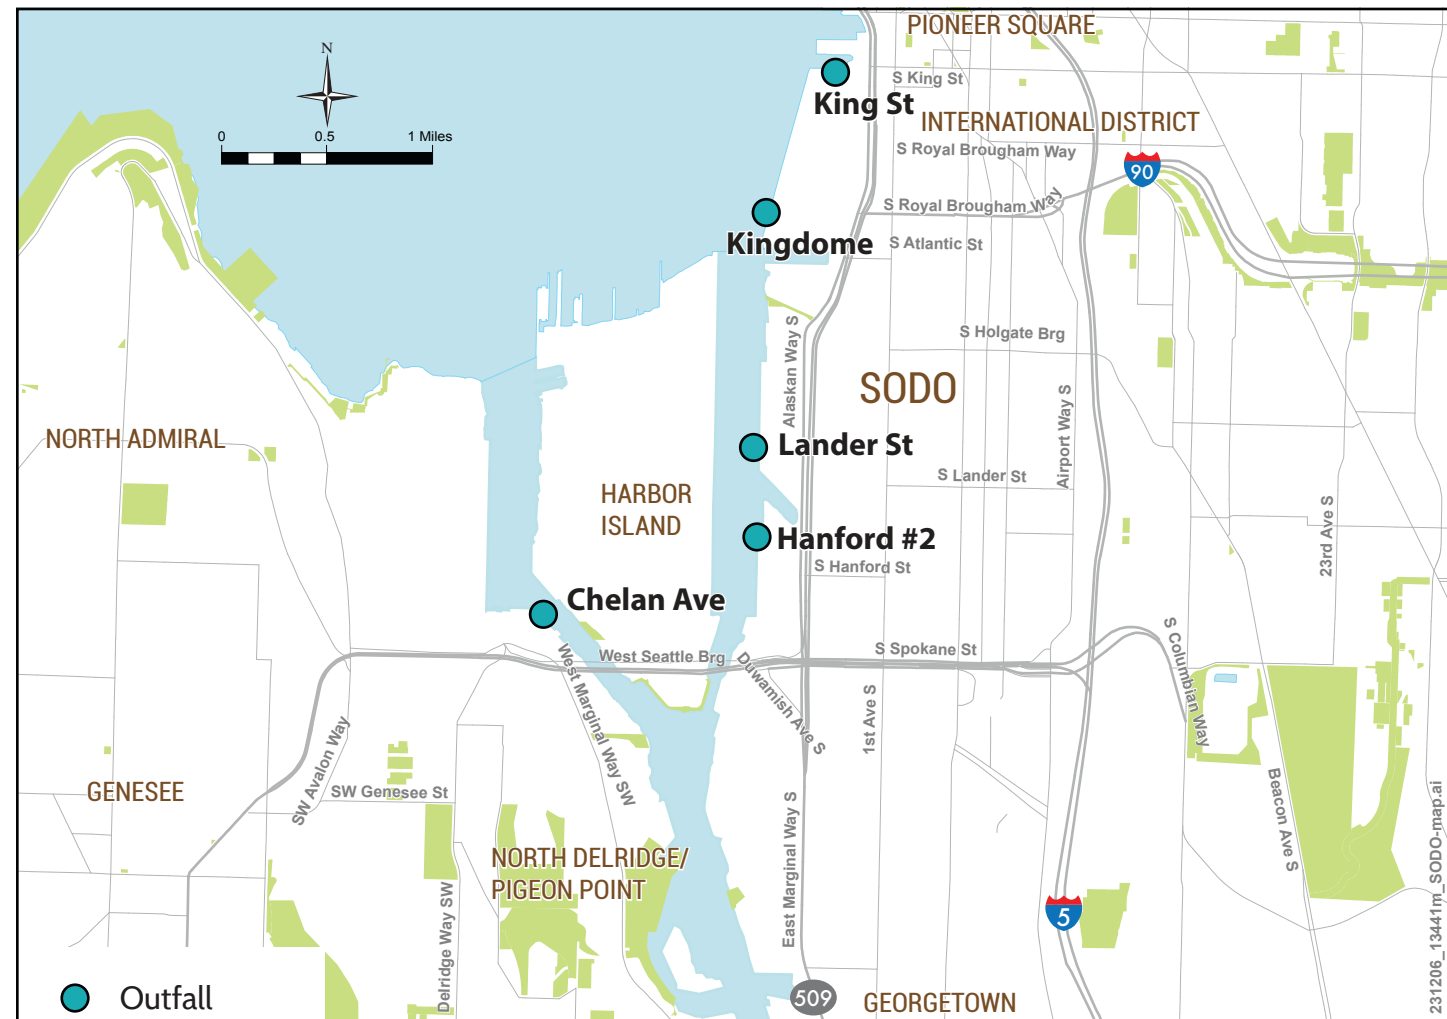 PIONEER SQUARE
N
S King St
King St
INTERNATIONAL DISTRICT
0 0.5 1 Miles
S Royal Brougham Way
90
S Royal Brougham Way
Kingdome
S Atlantic St
S Holgate Brg
Alaskan Way S
SODO
Airport Way S
NORTH ADMIRAL
Lander St
S Lander St
HARBOR
ISLAND
23rd Ave S
Hanford #2
S Hanford St
Chelan Ave
S Columbian Way
West Seattle Brg
S Spokane St
Duwamish Ave S
West Marginal Way SW
1st Ave S
SW Avalon Way
GENESEE
SW Genesee St
Beacon Ave S
NORTH DELRIDGE/
PIGEON POINT
East Marginal Way S
Delridge Way SW
5
Outfall
509
GEORGETOWN
231206_13441m_SODO-map.ai